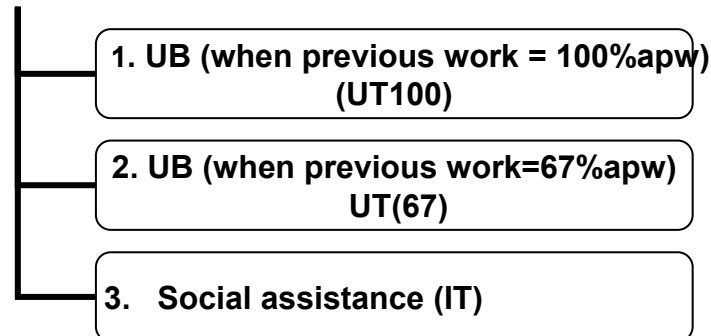 1. UB (when previous work = 100%apw)
(UT100)
2. UB (when previous work=67%apw)
UT(67)
3. Social assistance (IT)